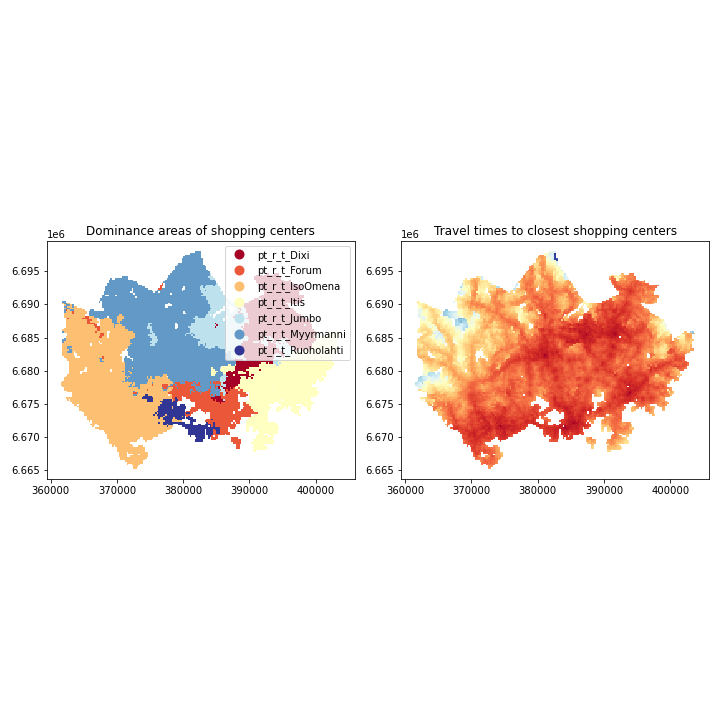 Dominance areas of shopping centers
1e6
6.695
6.690
6.685
6.680
6.675
6.670
6.665
360000 370000 380000 390000 400000
pt_r_t_Dixi
pt_r_t_Forum
pt_r_t_IsoOmena
pt_r_t_Itis
pt_r_t_Jumbo
pt_r_t_Myyrmanni
pt_r_t_Ruoholahti
Travel times to closest shopping centers
1e6
6.695
6.690
6.685
6.680
6.675
6.670
6.665
360000 370000 380000 390000 400000